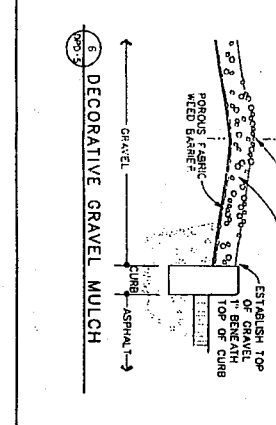 ESTABLISH TOP
OF GRAVEL
1" BENEATH
TOP OF CURB
POROUS FABRIC
WEED BARRIER
GRAVEL
CURB
ASPHALT
6
OPD-5
DECORATIVE GRAVEL MULCH